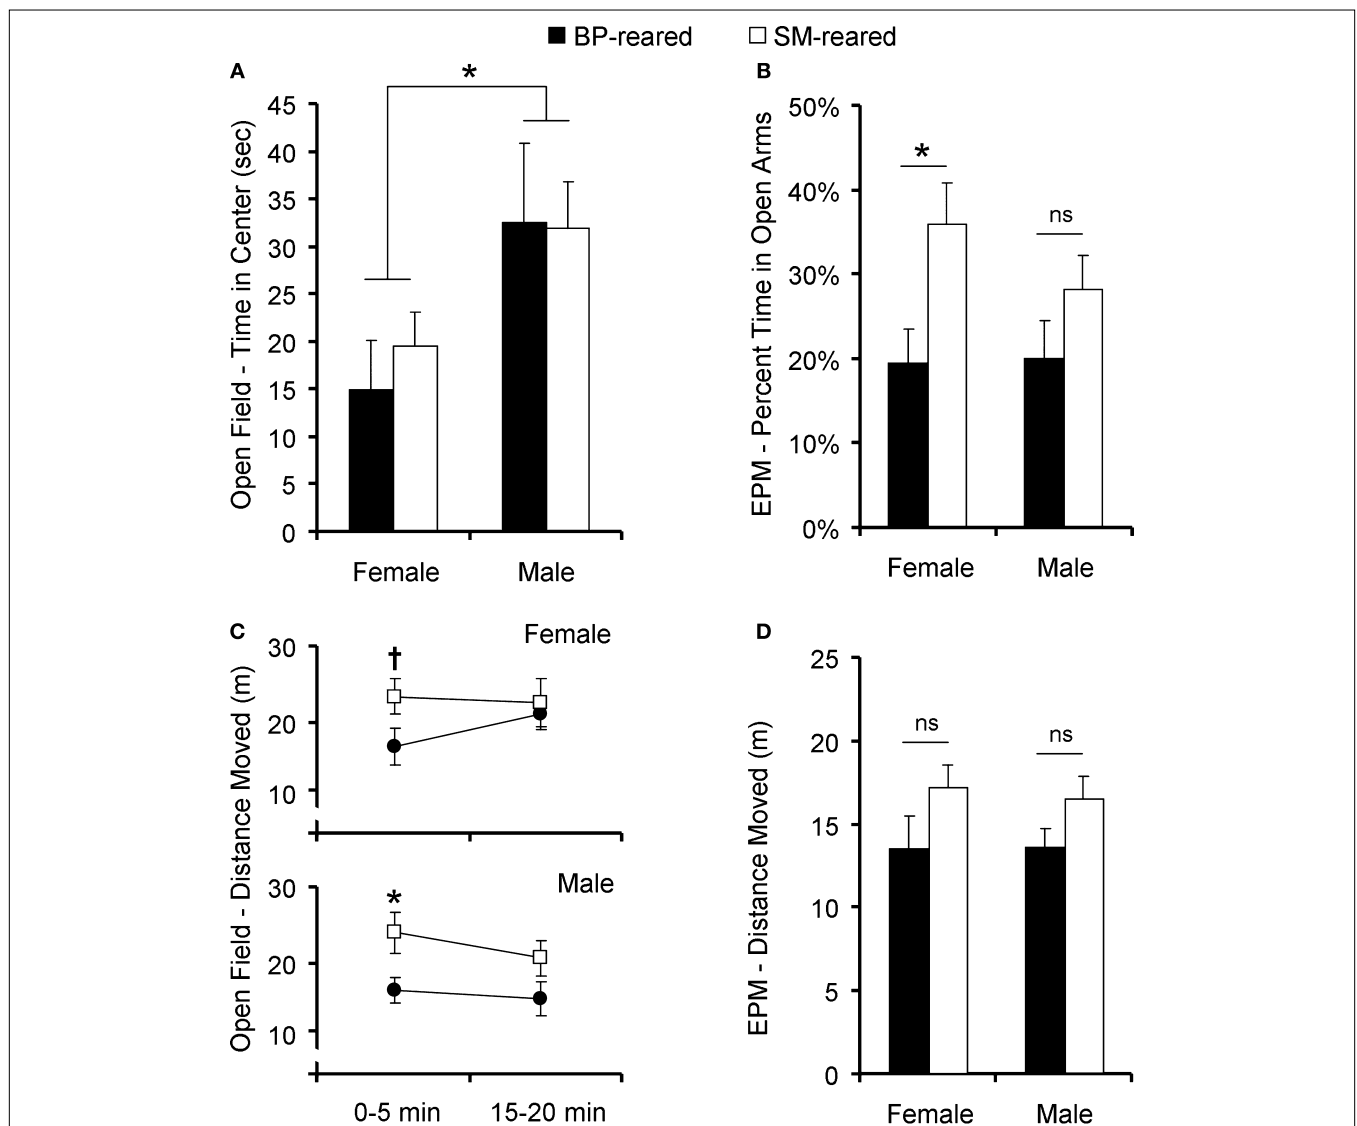 BP-reared SM-reared
A
*
Open Field - Time in Center (sec)
45
40
35
30
25
20
15
10
5
0
Female Male
B
EPM - Percent Time in Open Arms
50%
40%
30%
20%
10%
0%
*
ns
Female Male
C
Open Field - Distance Moved (m)
Female
30
20
10
†
Male
30
20
10
*
0-5 min 15-20 min
D
EPM - Distance Moved (m)
25
20
15
10
5
0
ns
ns
Female Male